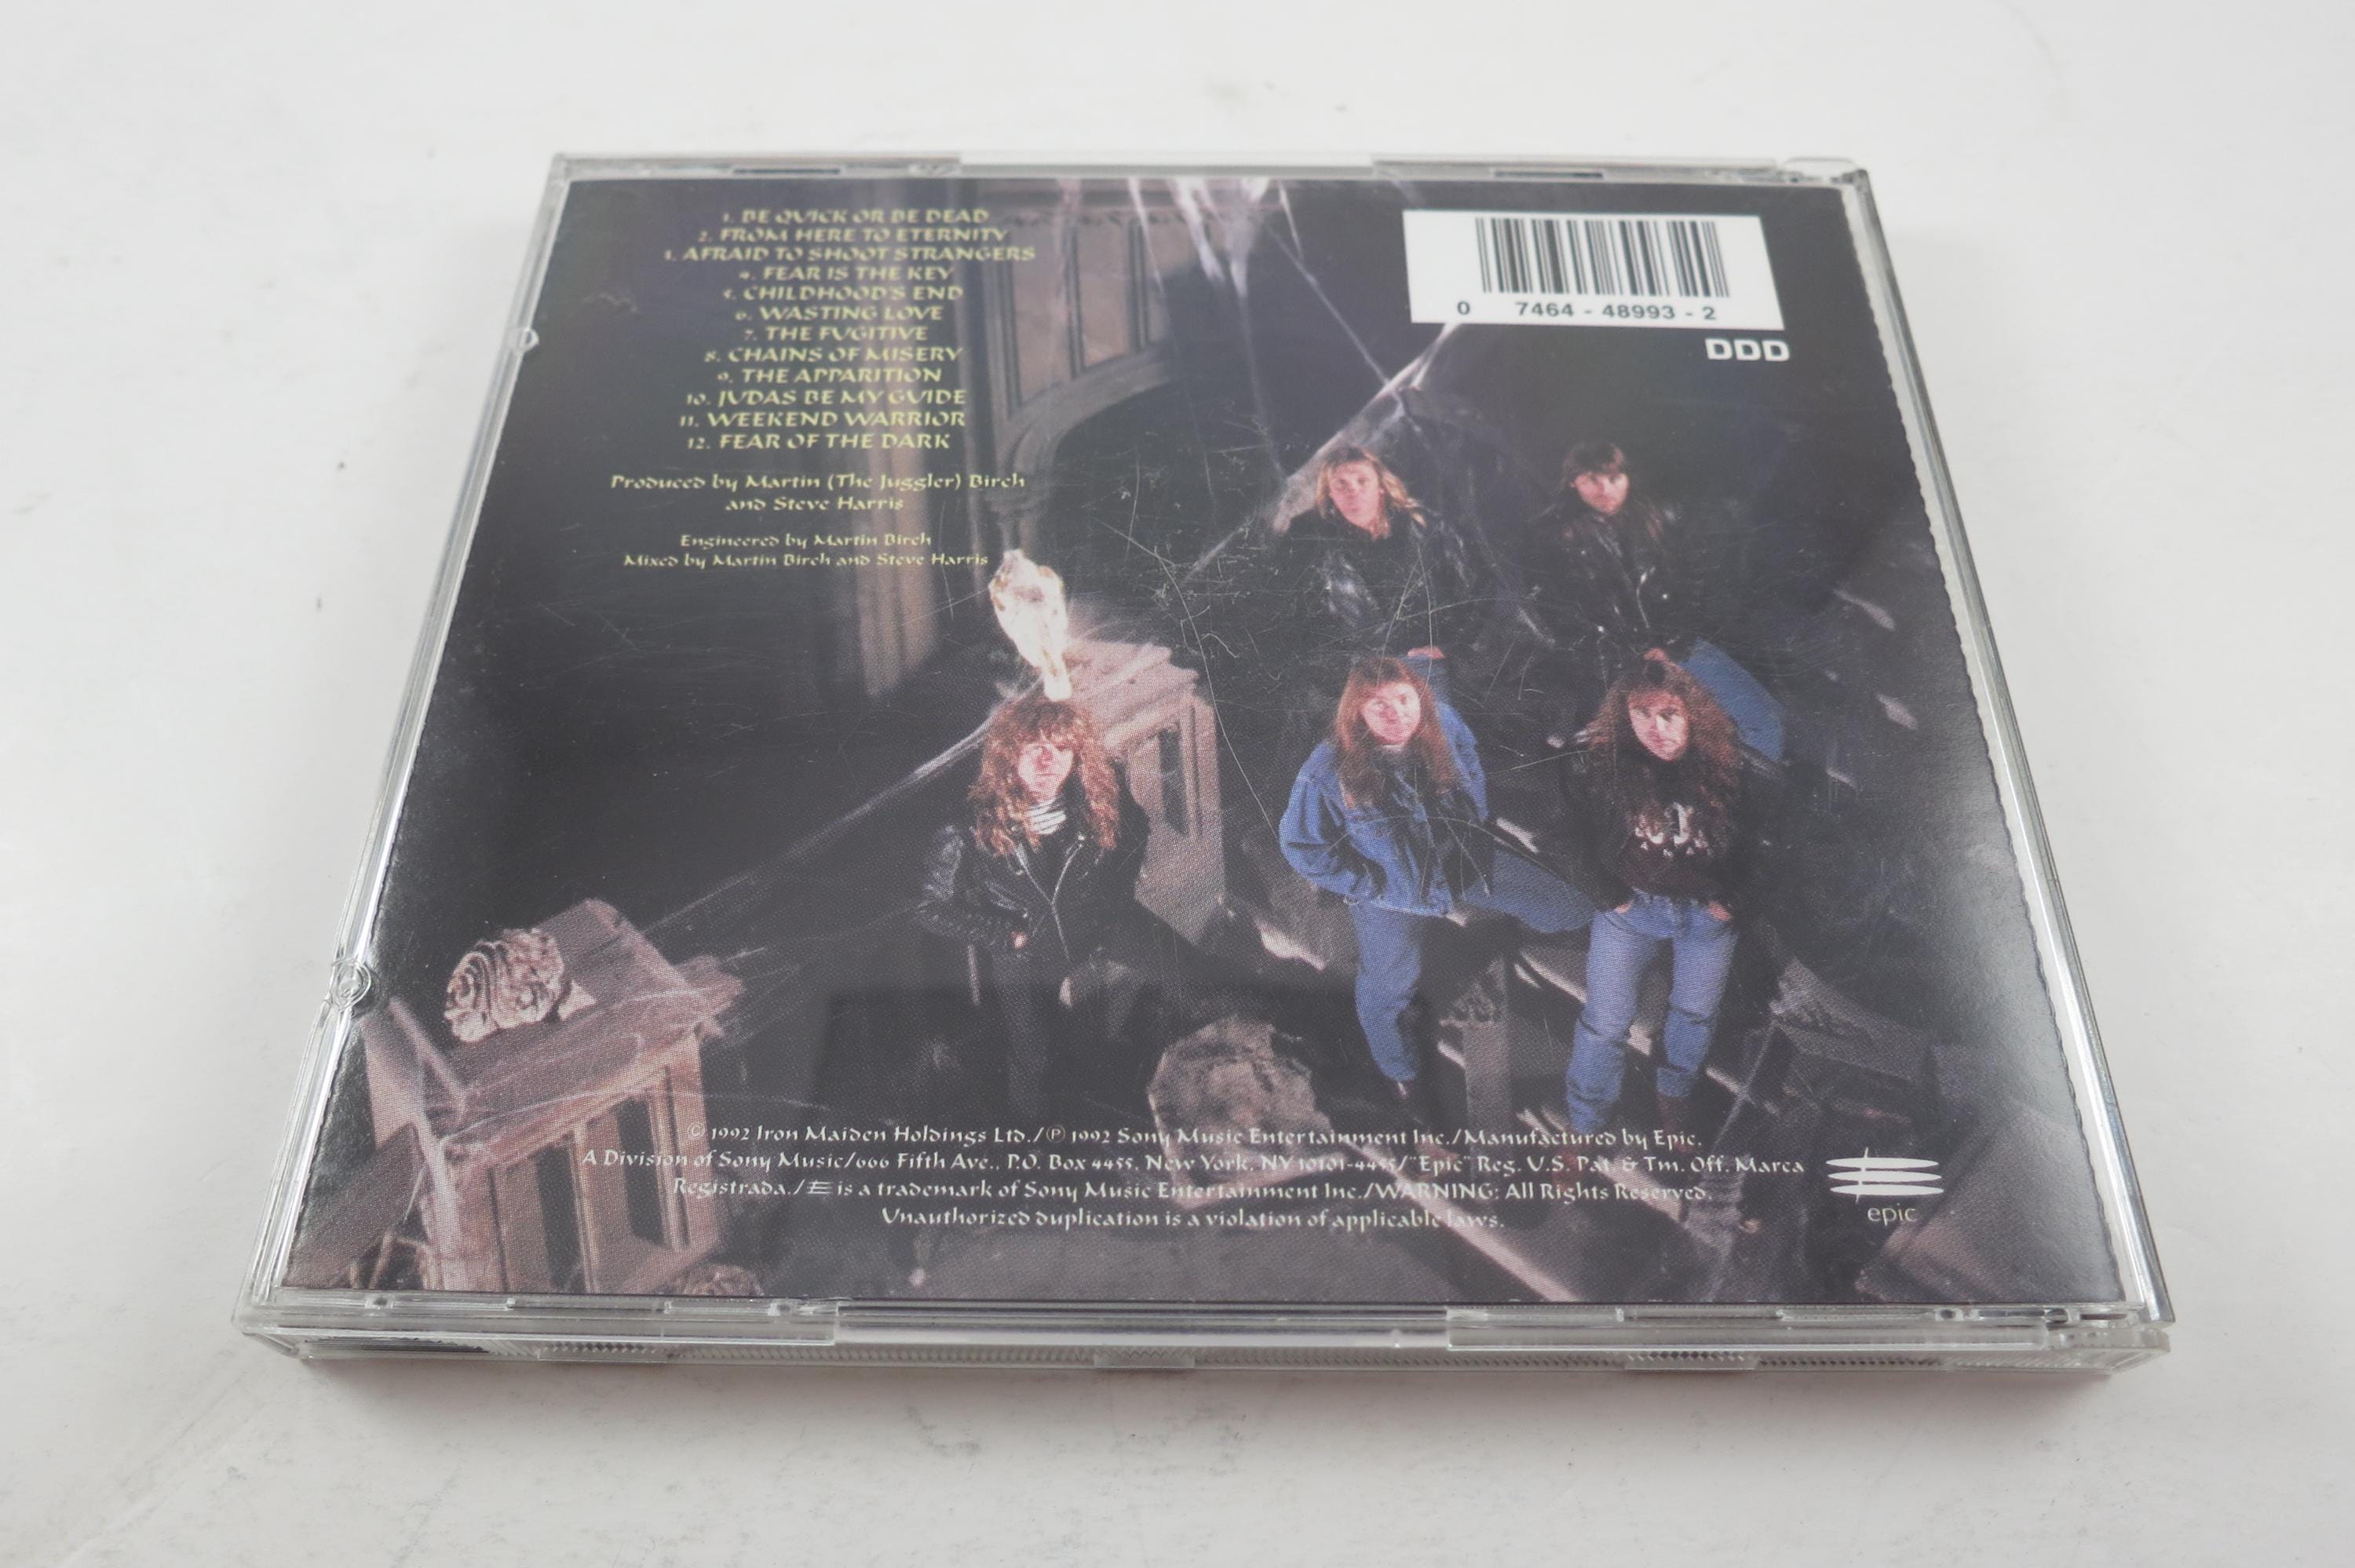 1. BE QUICK OR BE DEAD
2. FROM HERE TO ETERNITY
3. AFRAID TO SHOOT STRANGERS
4. FEAR IS THE KEY
5. CHILDHOOD'S END
6. WASTING LOVE
7. THE FUGITIVE
8. CHAINS OF MISERY
9. THE APPARITION
10. JUDAS BE MY GUIDE
11. WEEKEND WARRIOR
12. FEAR OF THE DARK
Produced by Martin (The Juggler) Birch
and Steve Harris
Engineered by Martin Birch
Mixed by Martin Birch and Steve Harris
0 7464 - 48993 - 2
DDD
© 1992 Iron Maiden Holdings Ltd./℗ 1992 Sony Music Entertainment Inc./Manufactured by Epic.
A Division of Sony Music/666 Fifth Ave., P.O. Box 4455, New York, NY 10101-4455/"Epic" Reg. U.S. Pat. & Tm. Off. Marca
Registrada./ is a trademark of Sony Music Entertainment Inc./WARNING: All Rights Reserved.
Unauthorized duplication is a violation of applicable laws.
epic